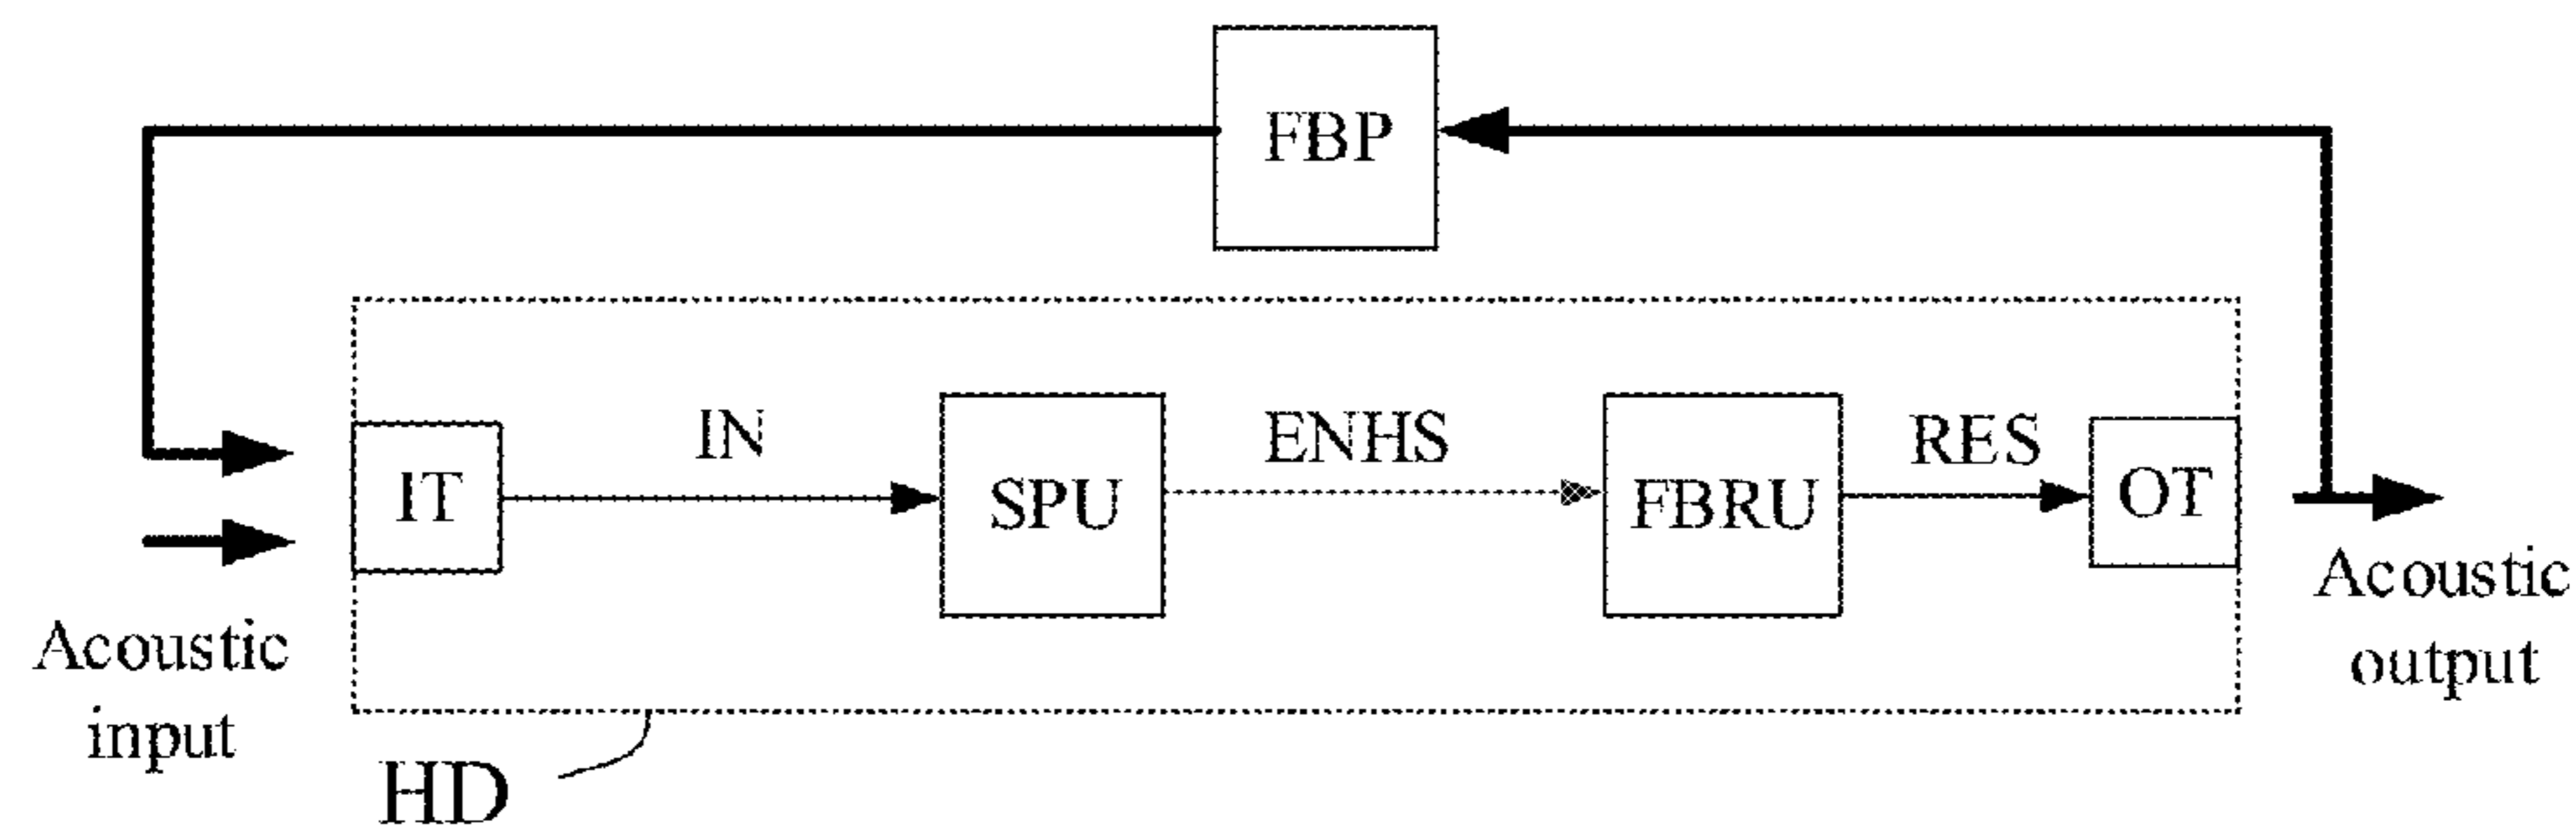 FBP
IN
ENHS
RES
IT
SPU
FBRU
OT
Acoustic
input
Acoustic
output
HD